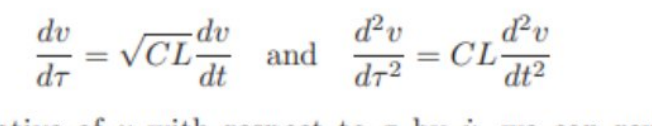 dv/dτ = √CL dv/dt and d²v/dτ² = CL d²v/dt²